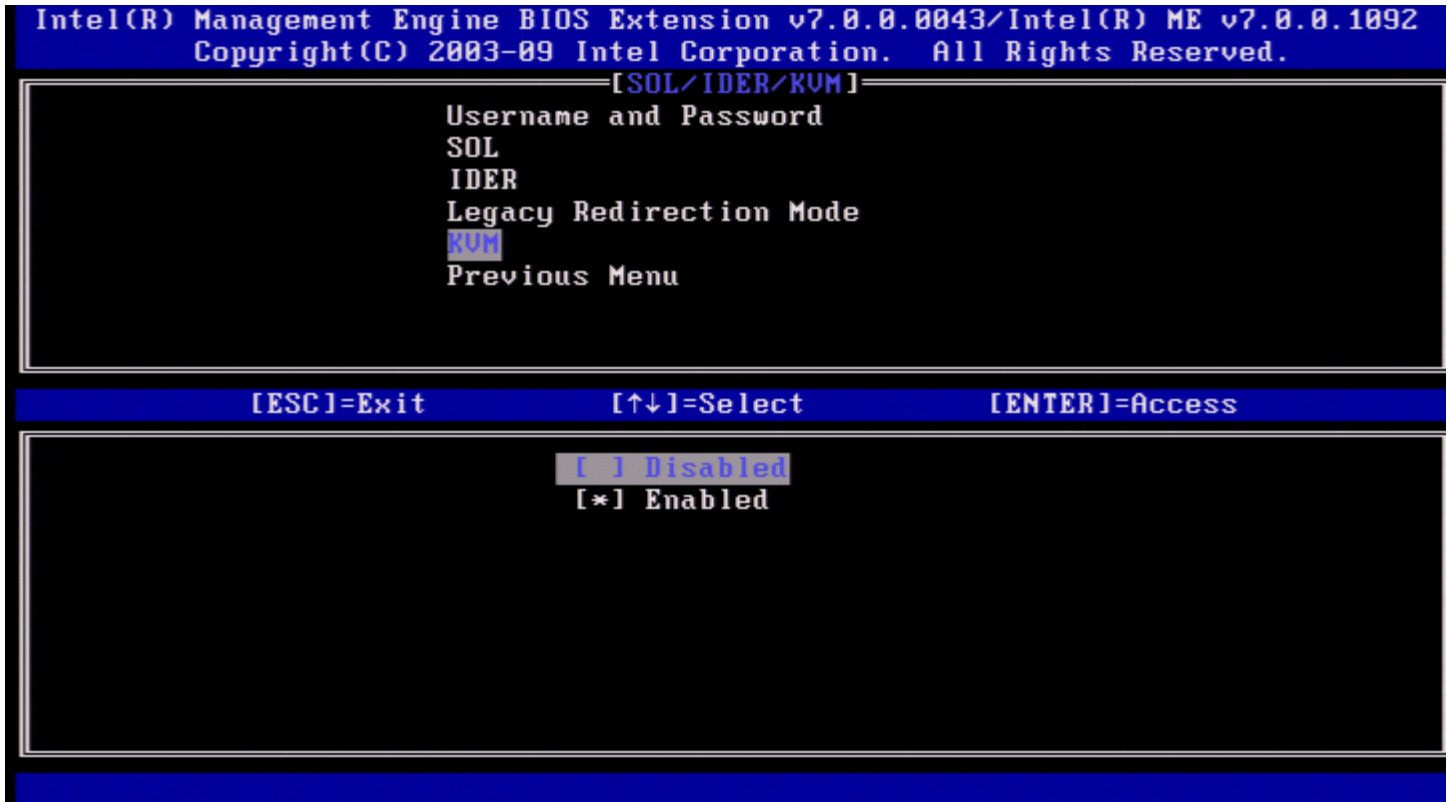 Intel(R) Management Engine BIOS Extension v7.0.0.0043/Intel(R) ME v7.0.0.1092
Copyright(C) 2003-09 Intel Corporation. All Rights Reserved.
[SOL/IDER/KVM]
Username and Password
SOL
IDER
Legacy Redirection Mode
KVM
Previous Menu
[ESC]=Exit [↑↓]=Select [ENTER]=Access
[ ] Disabled
[*] Enabled